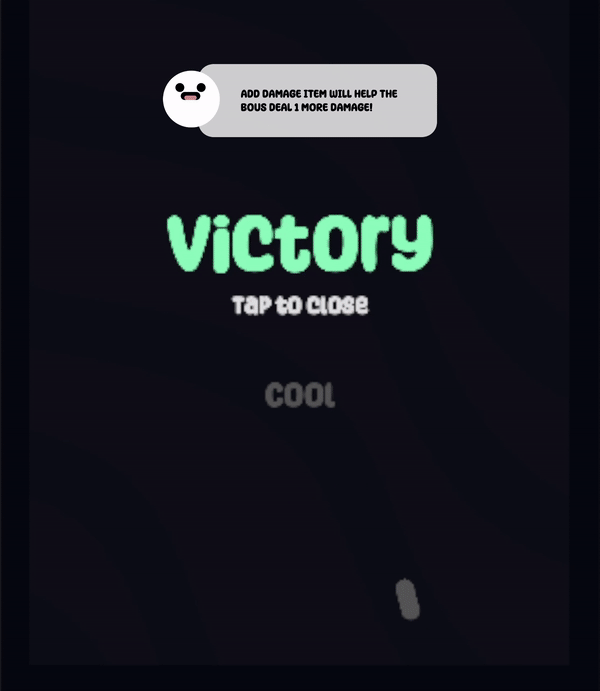 ADD DAMAGE ITEM WILL HELP THE
BOUS DEAL 1 MORE DAMAGE!
Victory
TAP to Close
COOL